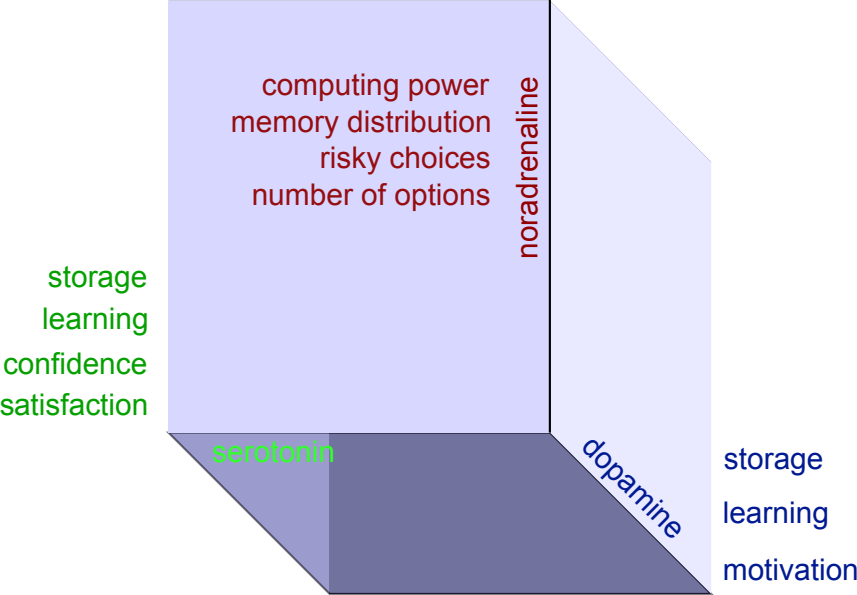 computing power
memory distribution
risky choices
number of options
noradrenaline
storage
learning
confidence
satisfaction
serotonin
dopamine
storage
learning
motivation